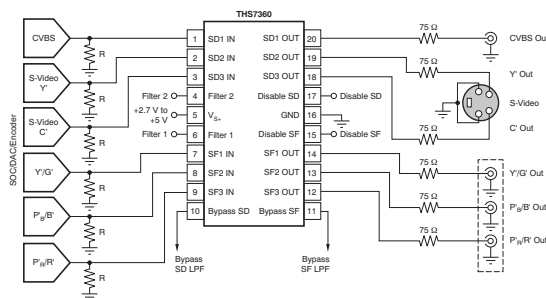 THS7360
CVBS
R
1
SD1 IN
SD1 OUT
20
75 Ω
CVBS Ou
S-Video
Y'
R
2
SD2 IN
SD2 OUT
19
75 Ω
Y' Out
3
SD3 IN
SD3 OUT
18
75 Ω
S-Video
C' Out
S-Video
C'
R
Filter 2
4
Filter 2
Disable SD
17
Disable SD
+2.7 V to
+5 V
5
VS+
GND
16
Filter 1
6
Filter 1
Disable SF
15
Disable SF
SOC/DAC/Encoder
Y'/G'
R
7
SF1 IN
SF1 OUT
14
75 Ω
Y'/G' Out
P'B/B'
R
8
SF2 IN
SF2 OUT
13
75 Ω
P'B/B' Out
P'R/R'
R
9
SF3 IN
SF3 OUT
12
75 Ω
P'R/R' Out
10
Bypass SD
Bypass SF
11
Bypass
SD LPF
Bypass
SF LPF